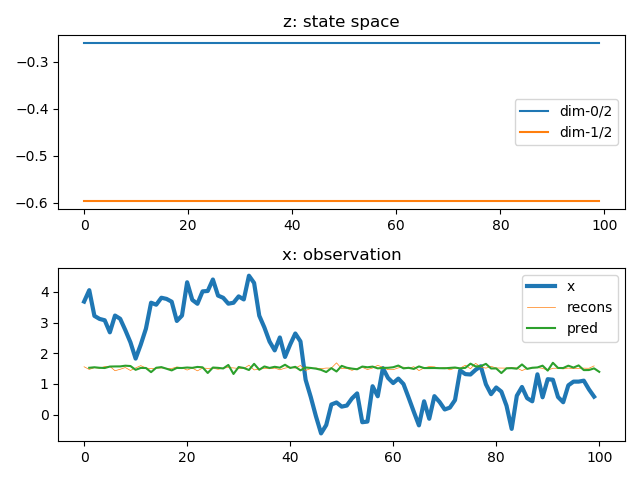 z: state space
−0.3
−0.4
−0.5
−0.6
dim-0/2
dim-1/2
0 20 40 60 80 100
x: observation
4
3
2
1
0
x
recons
pred
0 20 40 60 80 100